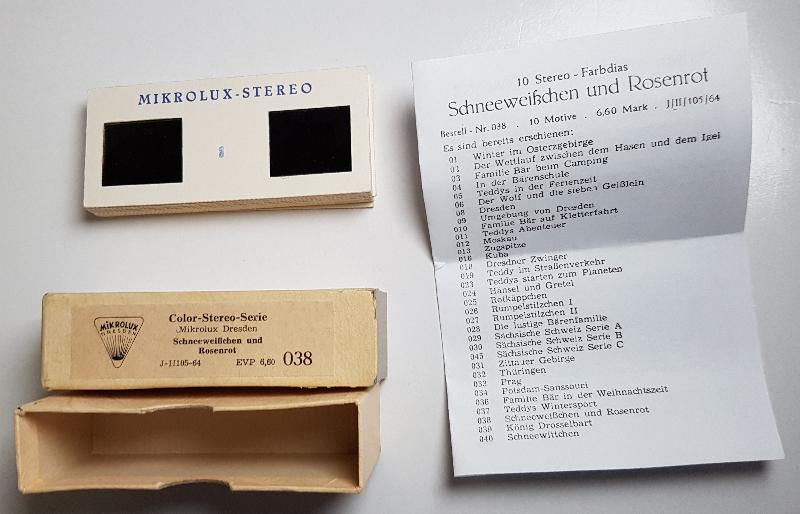 MIKROLUX-STEREO
MIKROLUX
DRESDEN
Color-Stereo-Serie
Mikrolux Dresden
Schneeweißchen und
Rosenrot
J-11105-64 EVP 6,60 038
10 Stereo - Farbdias
Schneeweißchen und Rosenrot
Bestell - Nr. 038 . 10 Motive . 6,60 Mark . J/II/105/64
Es sind bereits erschienen:
01 Winter im Osterzgebirge
Der Wettlauf zwischen dem Hasen und dem Igel
03 Familie Bär beim Camping
04 In der Bärenschule
05 Teddys in der Ferienzeit
06 Der Wolf und die sieben Geißlein
08 Dresden
09 Umgebung von Dresden
010 Familie Bär auf Kletterfahrt
011 Teddys Abenteuer
012 Moskau
013 Zugspitze
016 Kuba
018 Dresdner Zwinger
019 Teddy im Straßenverkehr
023 Teddys starten zum Planeten
024 Hänsel und Gretel
025 Rotkäppchen
026 Rumpelstilzchen I
027 Rumpelstilzchen II
028 Die lustige Bärenfamilie
029 Sächsische Schweiz Serie A
030 Sächsische Schweiz Serie B
045 Sächsische Schweiz Serie C
031 Zittauer Gebirge
032 Thüringen
033 Prag
034 Potsdam-Sanssouci
036 Familie Bär in der Weihnachtszeit
037 Teddys Wintersport
038 Schneeweißchen und Rosenrot
039 König Drosselbart
040 Schneewittchen